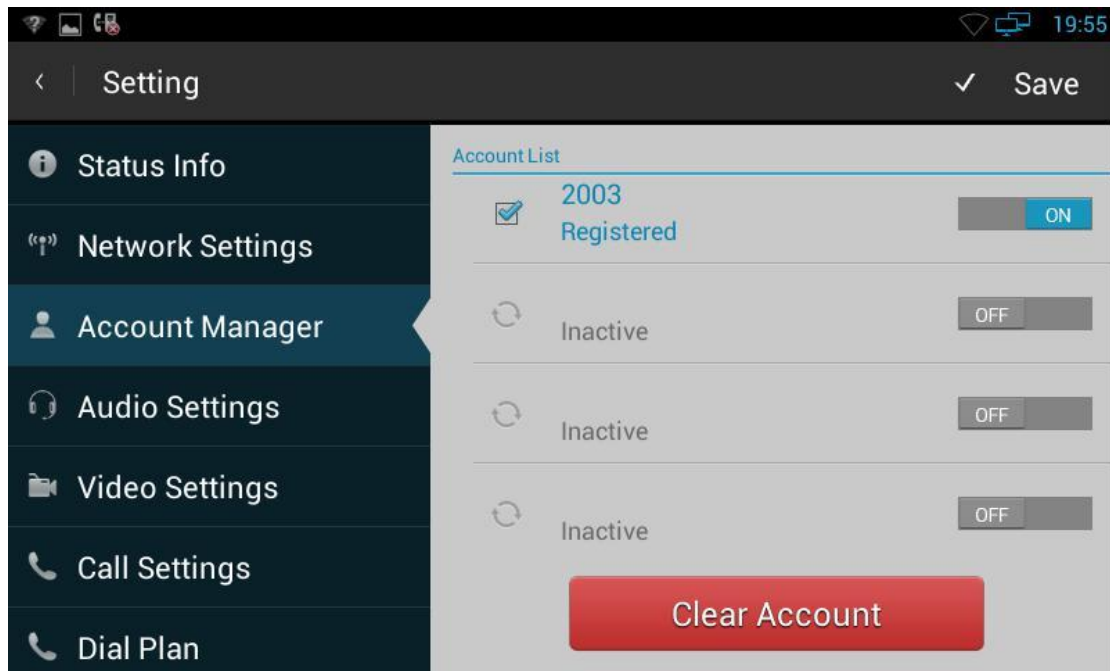 19:55
Setting
Save
Status Info
Network Settings
Account Manager
Audio Settings
Video Settings
Call Settings
Dial Plan
Account List
2003
Registered
ON
Inactive
OFF
Inactive
OFF
Inactive
OFF
Clear Account